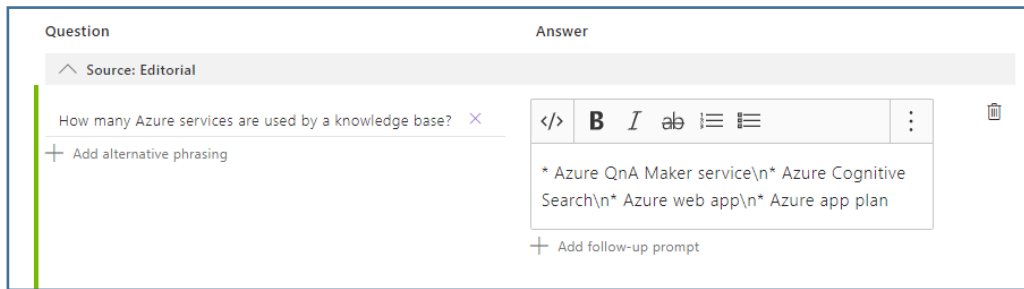 Question
Answer
Source: Editorial
How many Azure services are used by a knowledge base?
Add alternative phrasing
</> B I ab
* Azure QnA Maker service\n* Azure Cognitive
Search\n* Azure web app\n* Azure app plan
Add follow-up prompt